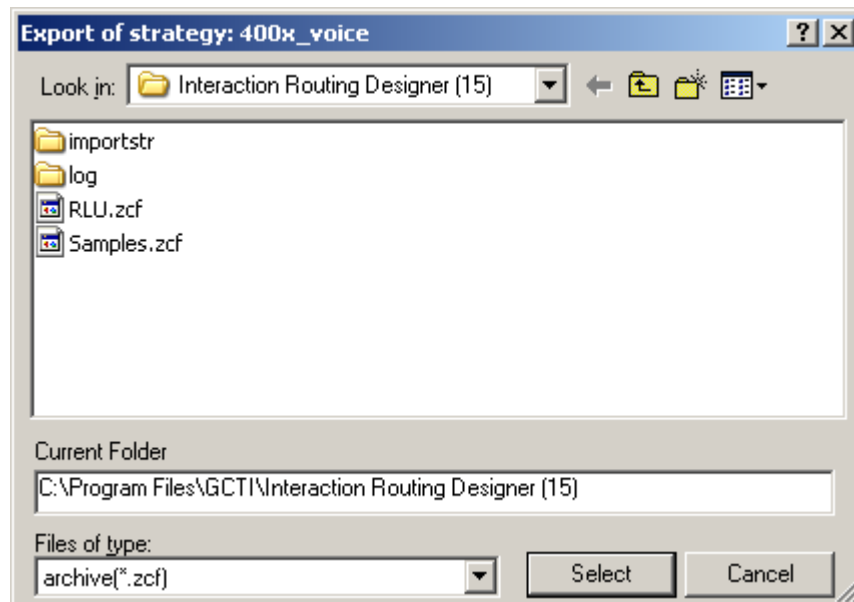 Export of strategy: 400x_voice
Look in: Interaction Routing Designer (15)
importstr
log
RLU.zcf
Samples.zcf
Current Folder
C:\Program Files\GCTI\Interaction Routing Designer (15)
Files of type:
archive(*.zcf)
Select Cancel